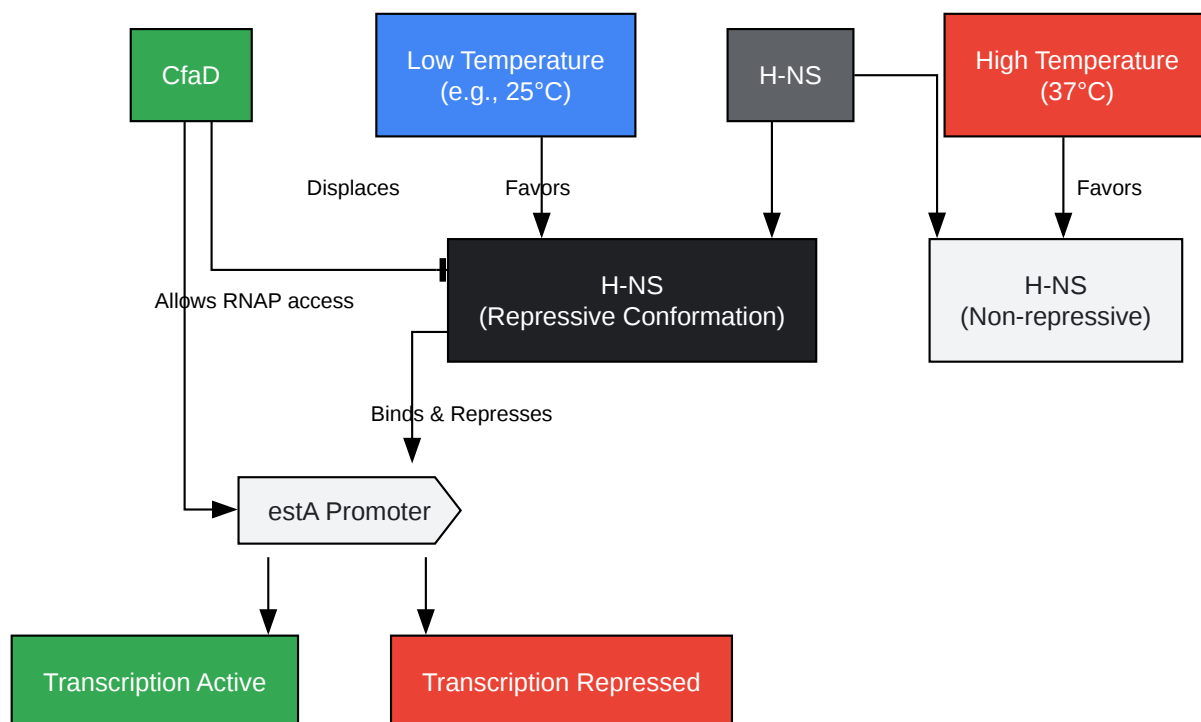 CfaD
Low Temperature
(e.g., 25°C)
H-NS
High Temperature
(37°C)
Displaces
Favors
Favors
H-NS
(Repressive Conformation)
H-NS
(Non-repressive)
Allows RNAP access
Binds & Represses
estA Promoter
Transcription Active
Transcription Repressed